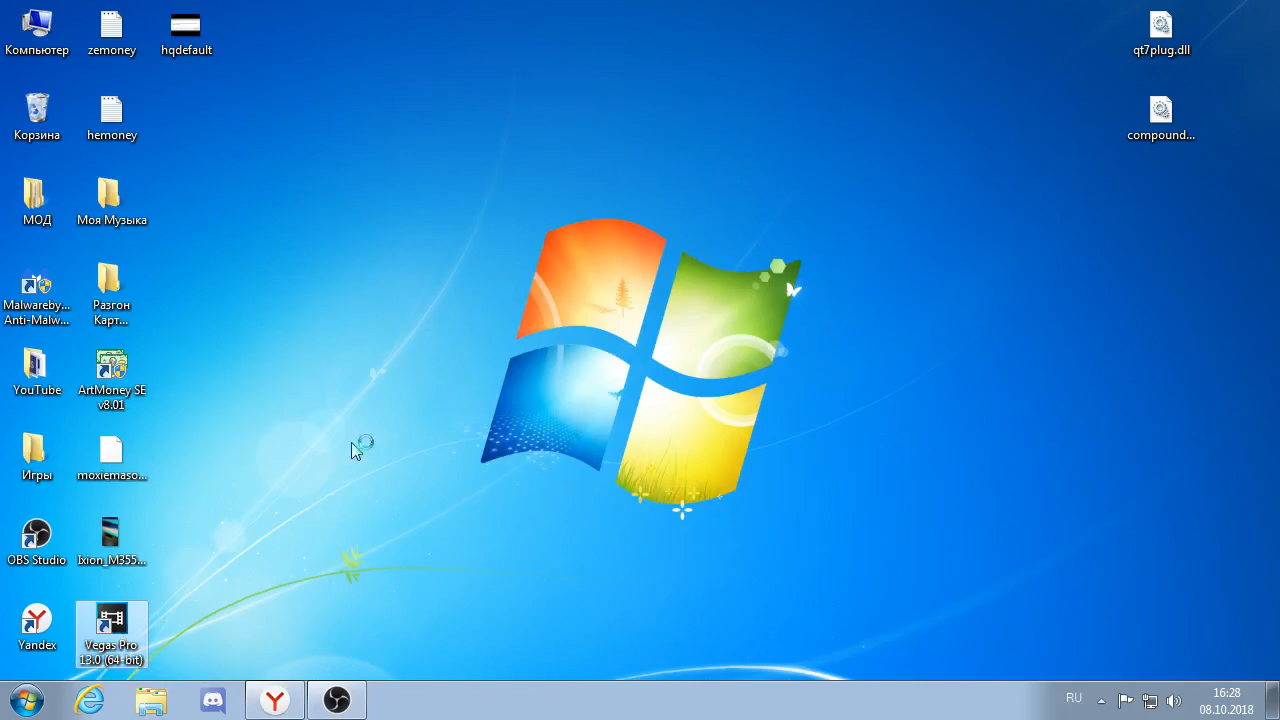 Компьютер
zemoney
hqdefault
qt7plug.dll
Корзина
hemoney
compound...
МОД
Моя Музыка
Malwareby...
Anti-Malw...
Разгон
Карт...
YouTube
ArtMoney SE
v8.01
Игры
moxiemaso...
OBS Studio
Ixion_M355...
Yandex
Vegas Pro
13.0 (64-bit)
RU
16:28
08.10.2018